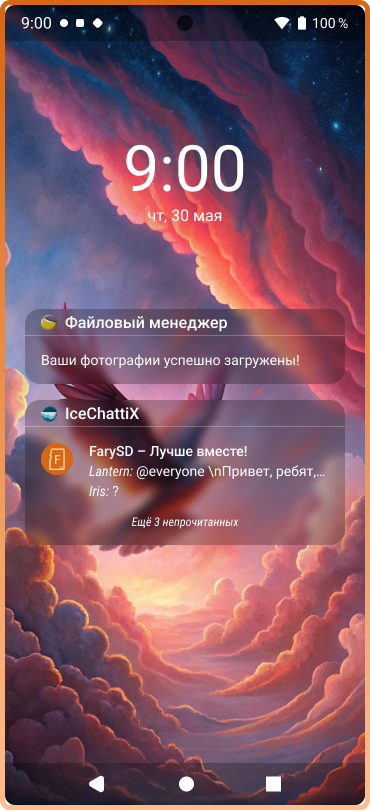 9:00
100 %
9:00
чт, 30 мая
Файловый менеджер
Ваши фотографии успешно загружены!
IceChattiX
F
FarySD – Лучше вместе!
Lantern: @everyone \nПривет, ребят,...
Iris: ?
Ещё 3 непрочитанных